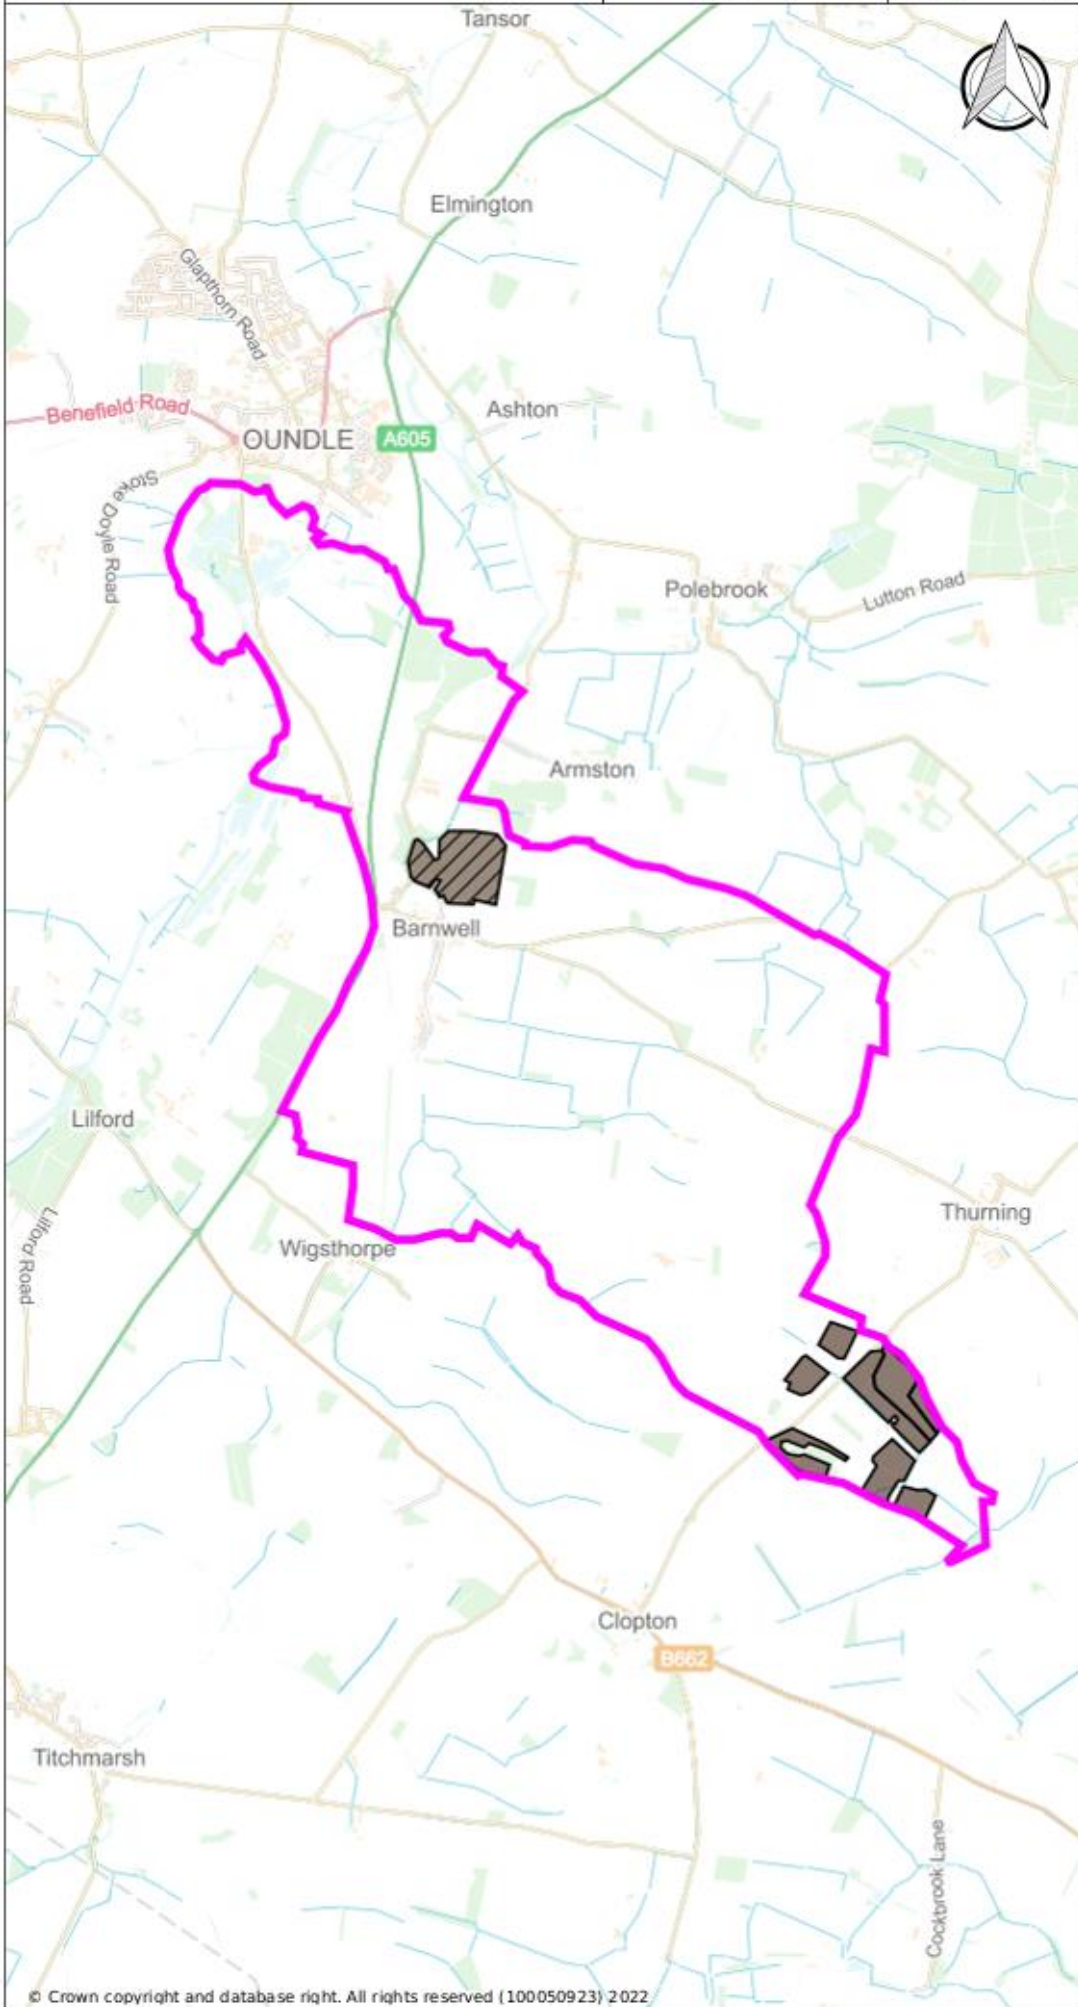 Tansor
Elmington
Glapthorn Road
Benefield Road
OUNDLE
A605
Ashton
Stoke Doyle Road
Polebrook
Lutton Road
Armston
Barnwell
Lilford
Thurning
Lilford Road
Wigsthorpe
Clopton
B662
Titchmarsh
Cockbrook Lane
© Crown copyright and database right. All rights reserved (100050923) 2022